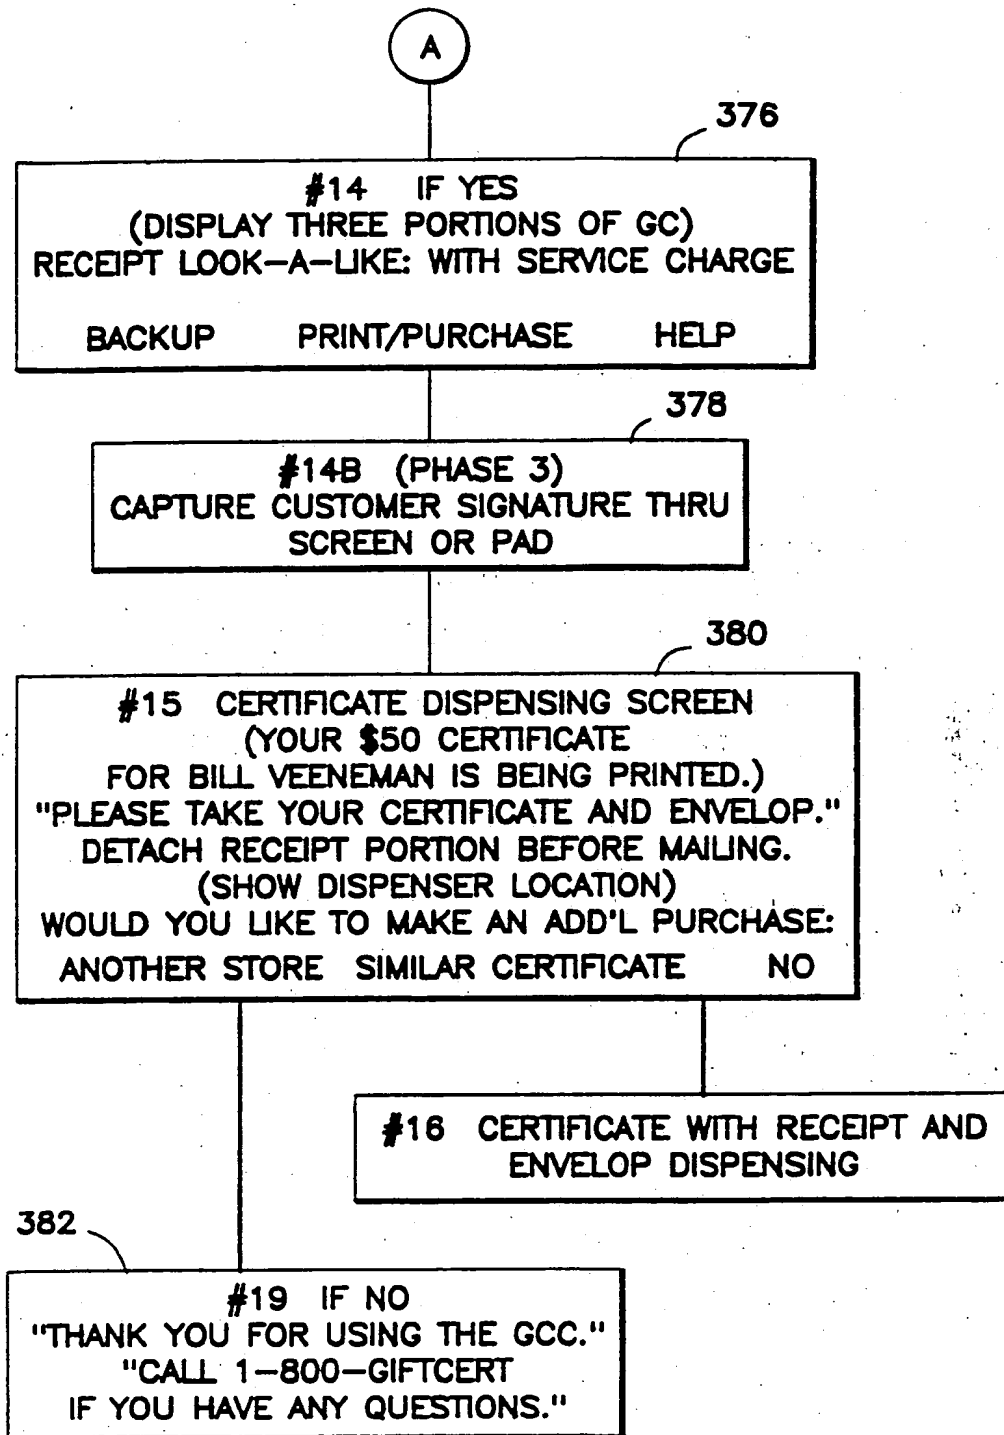 A
376
#14 IF YES
(DISPLAY THREE PORTIONS OF GC)
RECEIPT LOOK-A-LIKE: WITH SERVICE CHARGE
BACKUP PRINT/PURCHASE HELP
378
#14B (PHASE 3)
CAPTURE CUSTOMER SIGNATURE THRU
SCREEN OR PAD
380
#15 CERTIFICATE DISPENSING SCREEN
(YOUR $50 CERTIFICATE
FOR BILL VEENEMAN IS BEING PRINTED.)
"PLEASE TAKE YOUR CERTIFICATE AND ENVELOP."
DETACH RECEIPT PORTION BEFORE MAILING.
(SHOW DISPENSER LOCATION)
WOULD YOU LIKE TO MAKE AN ADD'L PURCHASE:
ANOTHER STORE SIMILAR CERTIFICATE NO
#16 CERTIFICATE WITH RECEIPT AND
ENVELOP DISPENSING
382
#19 IF NO
"THANK YOU FOR USING THE GCC."
"CALL 1-800-GIFTCERT
IF YOU HAVE ANY QUESTIONS."